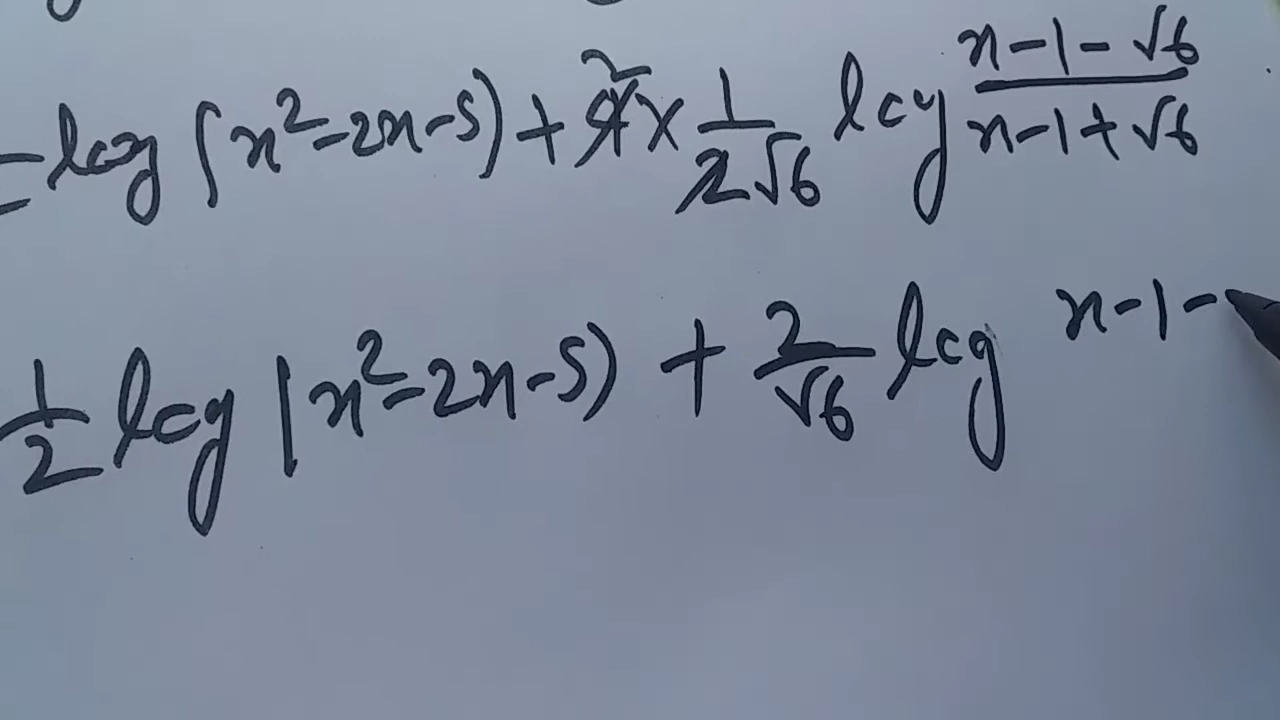 = log (x² - 2x - 5) + 4̸ 2 × 1/2√6 log x - 1 - √6 / x - 1 + √6
1/2 log (x² - 2x - 5) + 2/√6 log x - 1 -